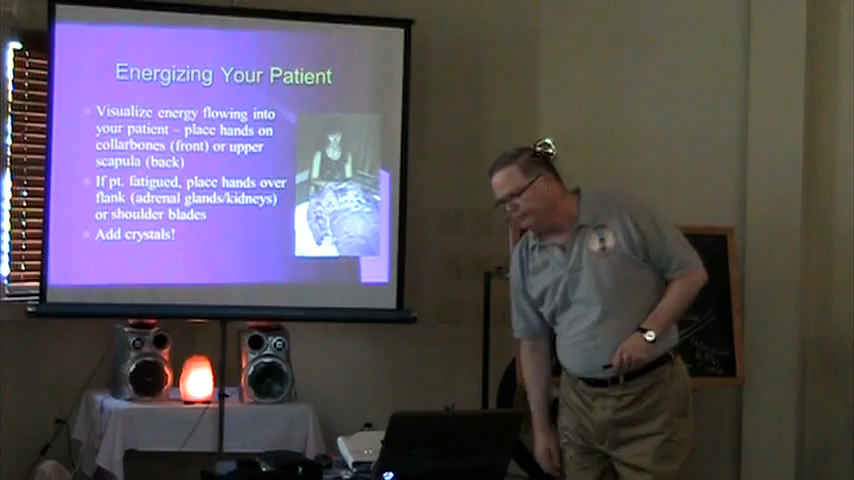 Energizing Your Patient
Visualize energy flowing into
your patient – place hands on
collarbones (front) or upper
scapula (back)
If pt. fatigued, place hands over
flank (adrenal glands/kidneys)
or shoulder blades
Add crystals!